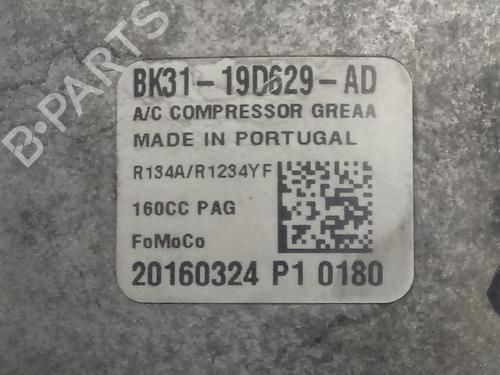 B-PARTS
BK31-19D629-AD
A/C COMPRESSOR GREAA
MADE IN PORTUGAL
R134A/R1234YF
160CC PAG
FoMoCo
20160324 P1 0180